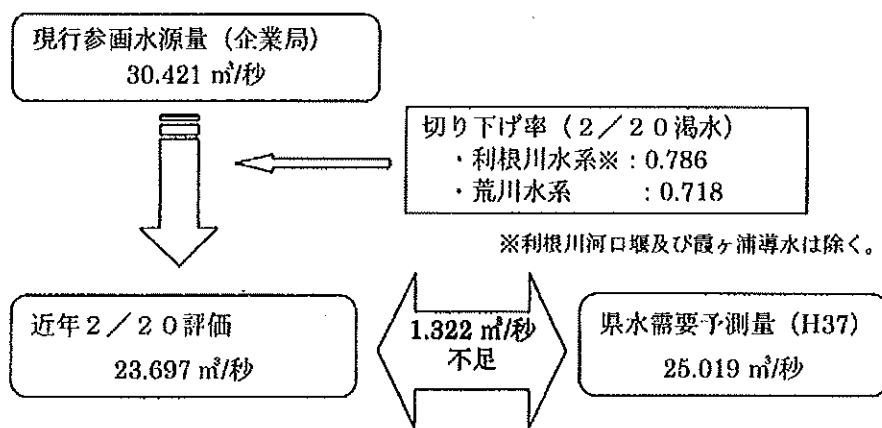 現行参画水源量（企業局）
30.421 ㎥/秒
切り下げ率（２／２０渇水）
・利根川水系※：0.786
・荒川水系　　：0.718
※利根川河口堰及び霞ヶ浦導水は除く。
近年２／２０評価
23.697 ㎥/秒
1.322 ㎥/秒
不足
県水需要予測量（H37）
25.019 ㎥/秒